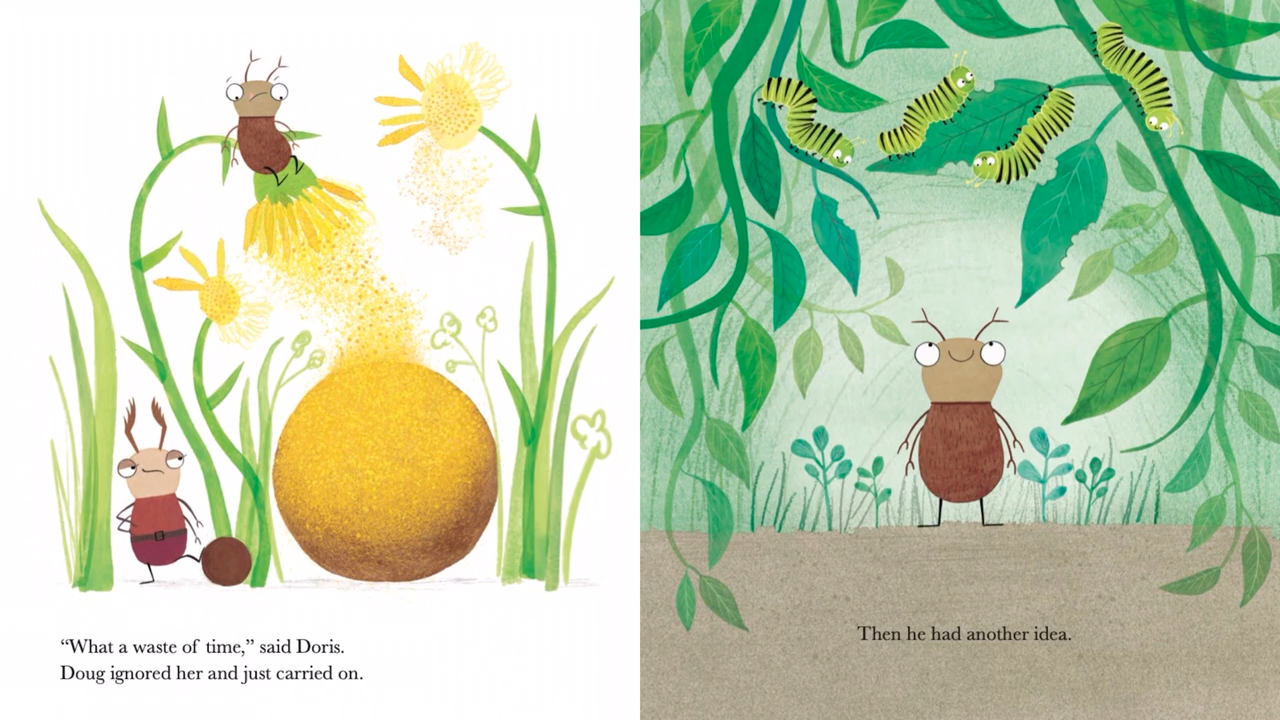 “What a waste of time,” said Doris.
Doug ignored her and just carried on.
Then he had another idea.